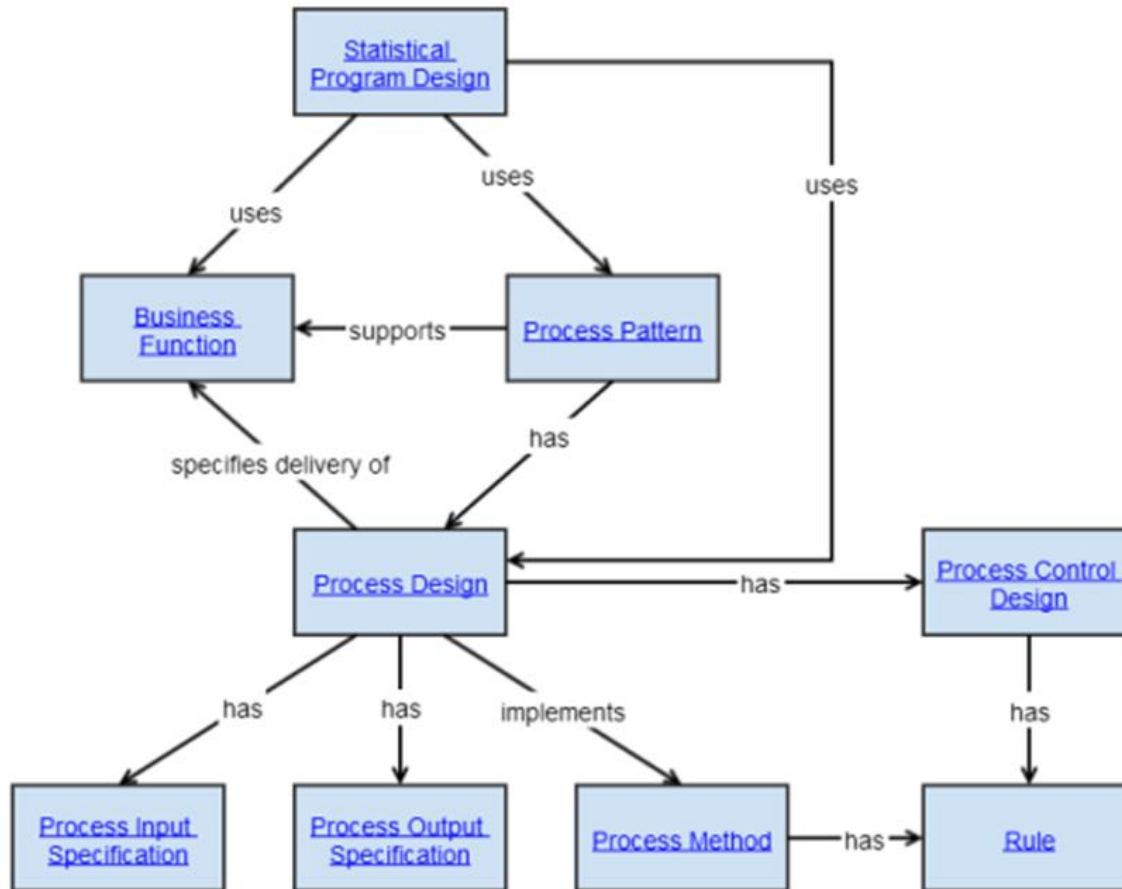 Statistical
Program Design
uses
uses
uses
Business
Function
supports
Process Pattern
has
specifies delivery of
Process Design
has
Process Control
Design
has
has
implements
has
Process Input
Specification
Process Output
Specification
Process Method
has
Rule